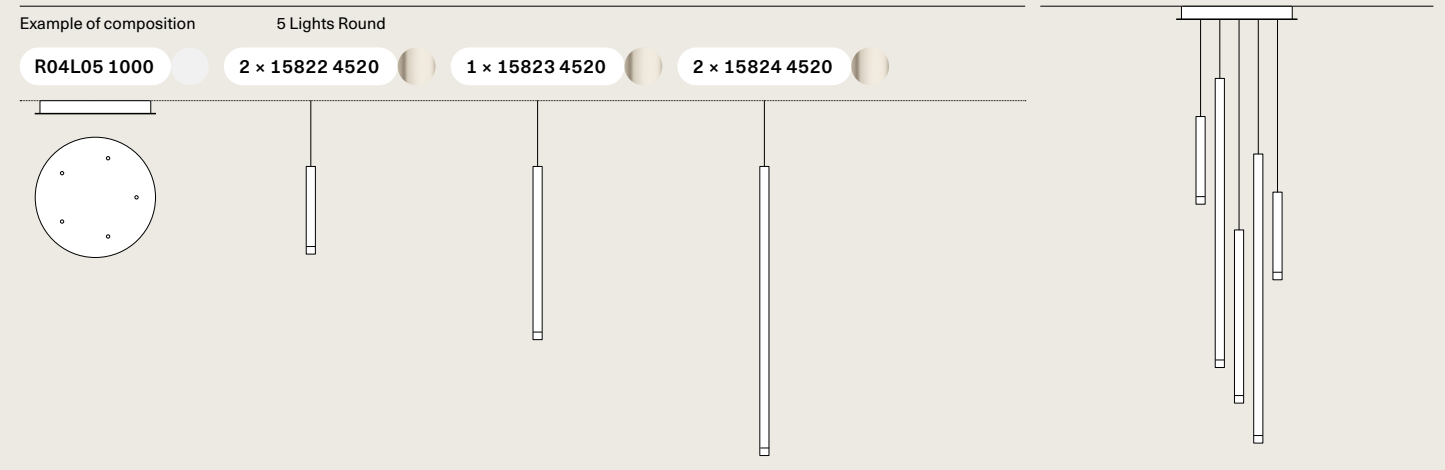 Example of composition 5 Lights Round
R04L05 1000 2 × 15822 4520 1 × 15823 4520 2 × 15824 4520